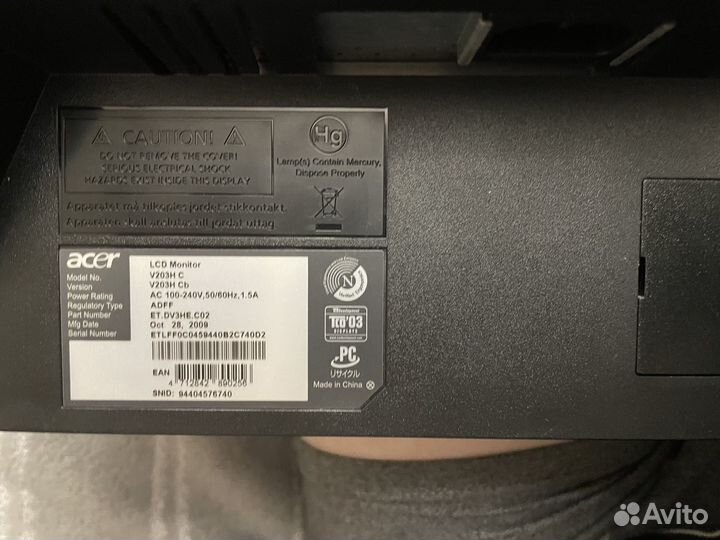 CAUTION!
DO NOT REMOVE THE COVER!
SERIOUS ELECTRICAL SHOCK
HAZARDS EXIST INSIDE THIS DISPLAY
Hg
Lamp(s) Contain Mercury,
Dispose Properly
Apparatet må tilkoples jordet stikkontakt.
Apparaten skall anslutas till jordat uttag
acer LCD Monitor
Model No. V203H C
Version V203H Cb
Power Rating AC 100-240V,50/60Hz,1.5A
Regulatory Type ADFF
Part Number ET.DV3HE.C02
Mfg Date Oct 28, 2009
Serial Number ETLFF0C0459440B2C740D2
EAN
4 712842 890256
SNID: 94404576740
N
TCO'03
DISPLAYS
PC
リサイクル
Made in China
Avito